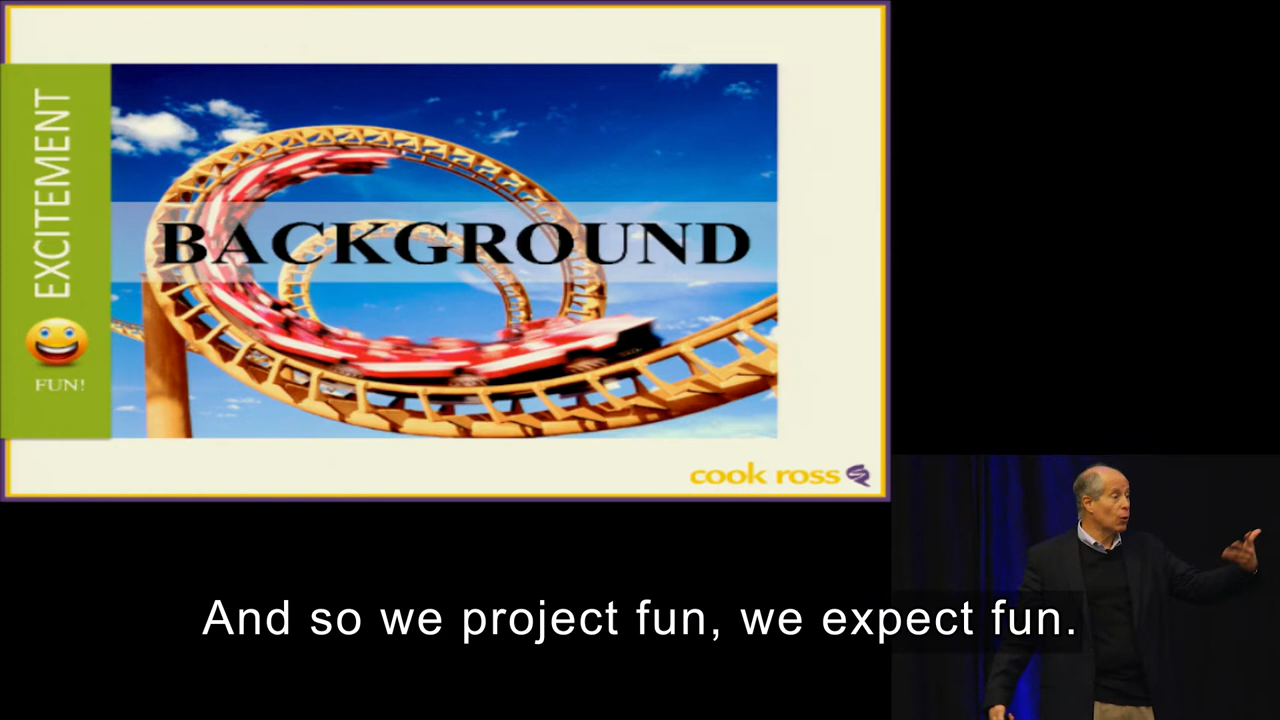 EXCITEMENT
FUN!
BACKGROUND
cook ross
And so we project fun, we expect fun.